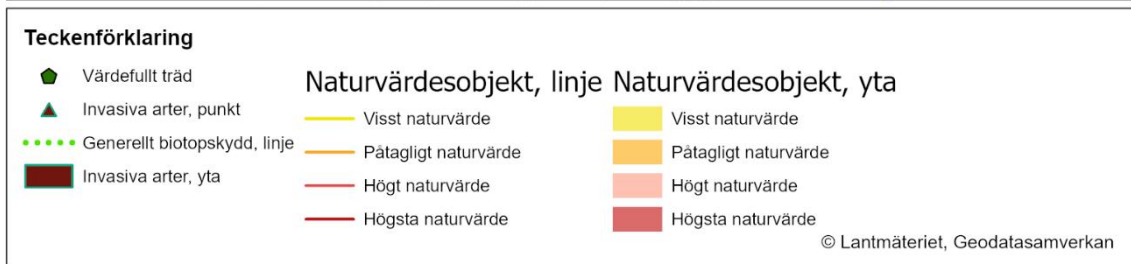 Teckenförklaring
Värdefullt träd
Invasiva arter, punkt
Generellt biotopskydd, linje
Invasiva arter, yta
Naturvärdesobjekt, linje
Visst naturvärde
Påtagligt naturvärde
Högt naturvärde
Högsta naturvärde
Naturvärdesobjekt, yta
Visst naturvärde
Påtagligt naturvärde
Högt naturvärde
Högsta naturvärde
© Lantmäteriet, Geodatasamverkan